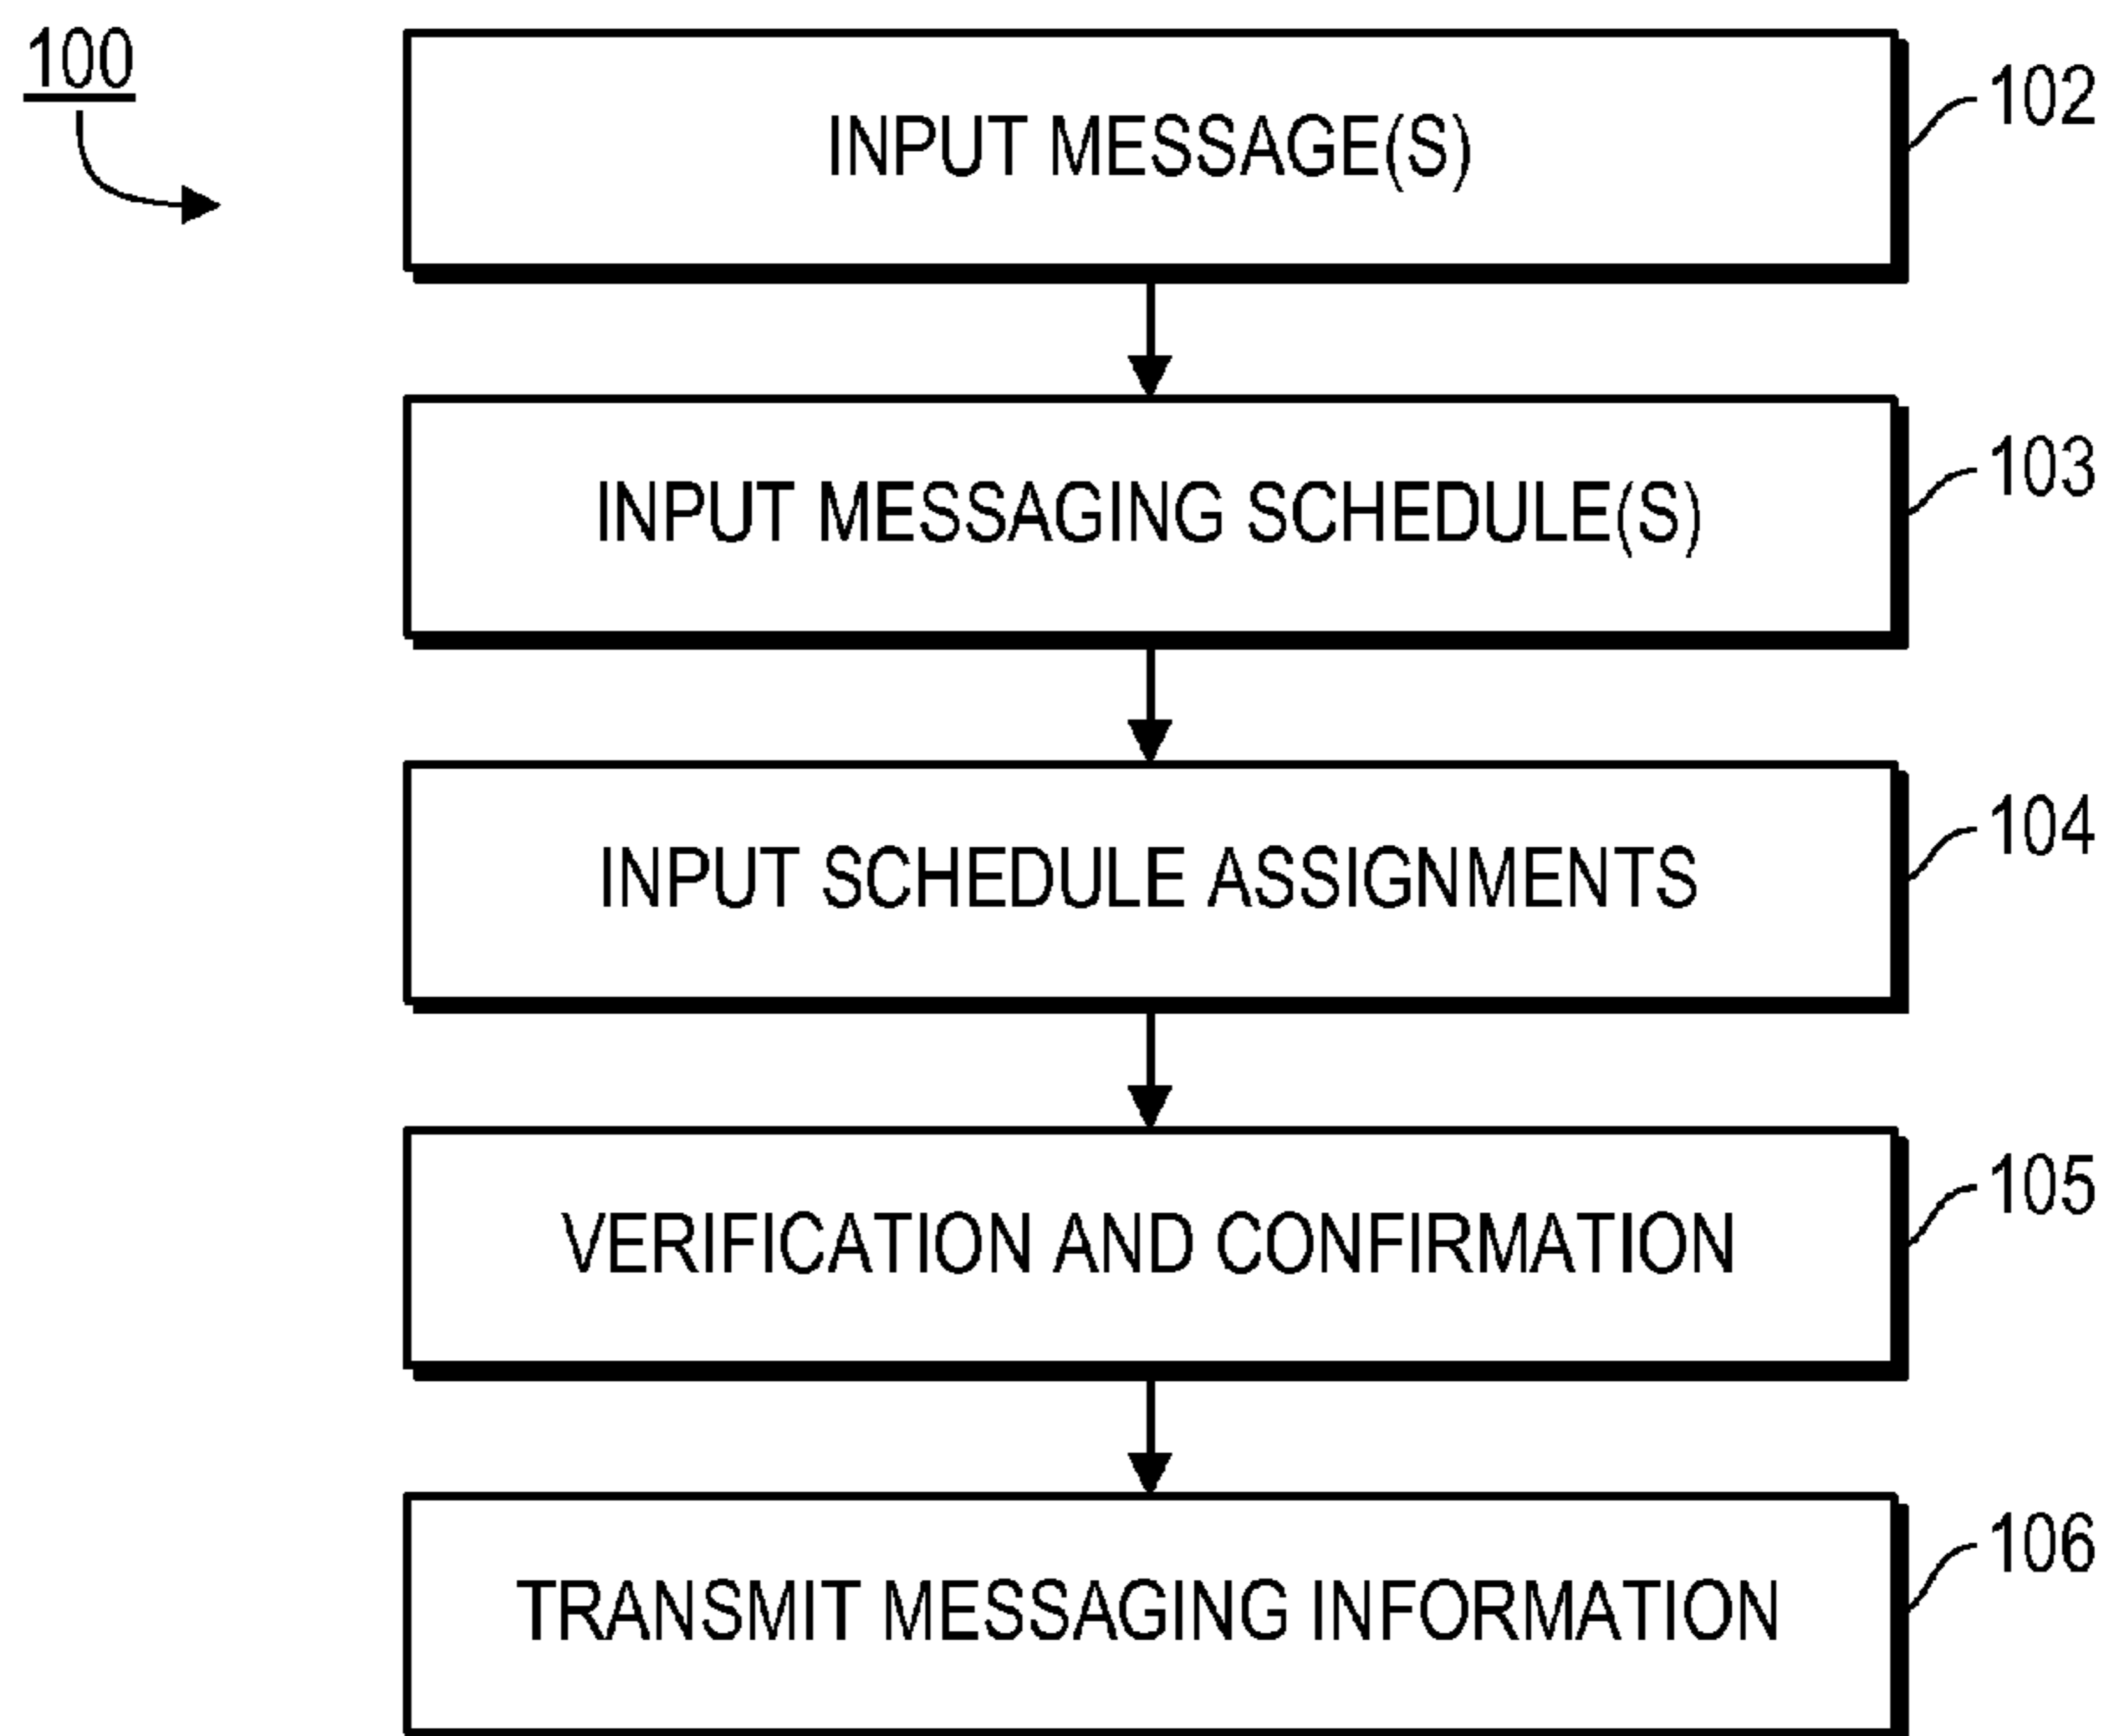 100
INPUT MESSAGE(S)
102
INPUT MESSAGING SCHEDULE(S)
103
INPUT SCHEDULE ASSIGNMENTS
104
VERIFICATION AND CONFIRMATION
105
TRANSMIT MESSAGING INFORMATION
106